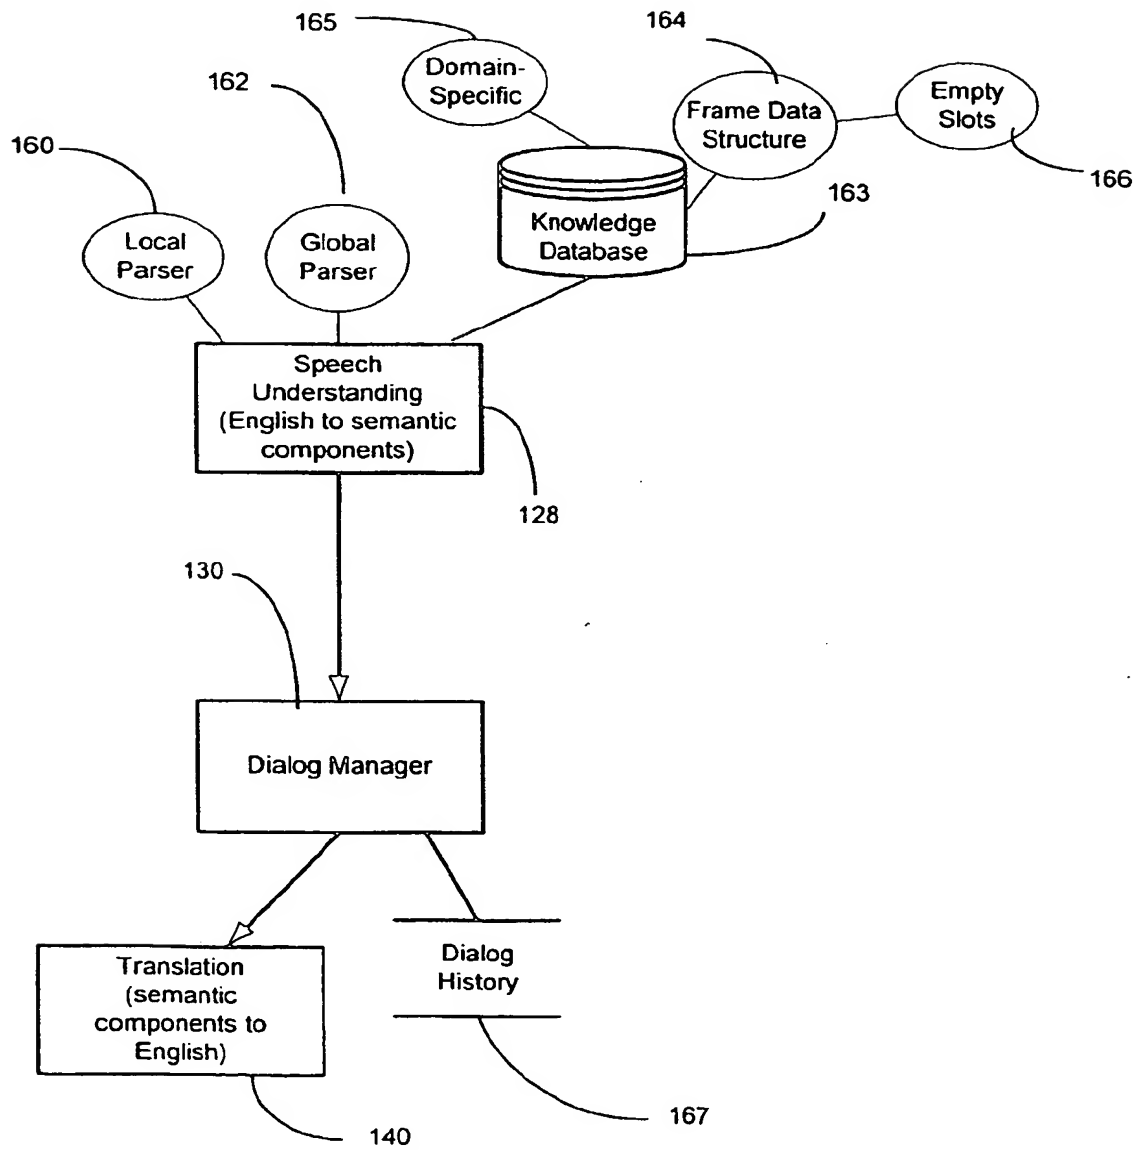 165
164
Domain-
Specific
162
Empty
Slots
Frame Data
Structure
160
166
163
Knowledge
Database
Local
Parser
Global
Parser
Speech
Understanding
(English to semantic
components)
128
130
Dialog Manager
Dialog
History
Translation
(semantic
components to
English)
167
140